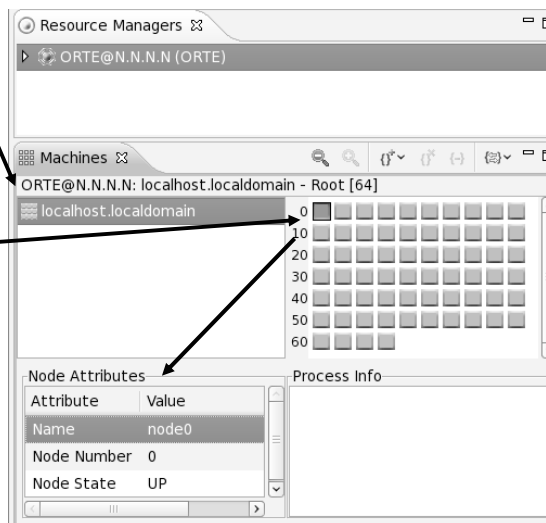 Resource Managers
ORTE@N.N.N.N (ORTE)
Machines
ORTE@N.N.N.N: localhost.localdomain - Root [64]
localhost.localdomain
0
10
20
30
40
50
60
Node Attributes
Attribute Value
Name node0
Node Number 0
Node State UP
Process Info